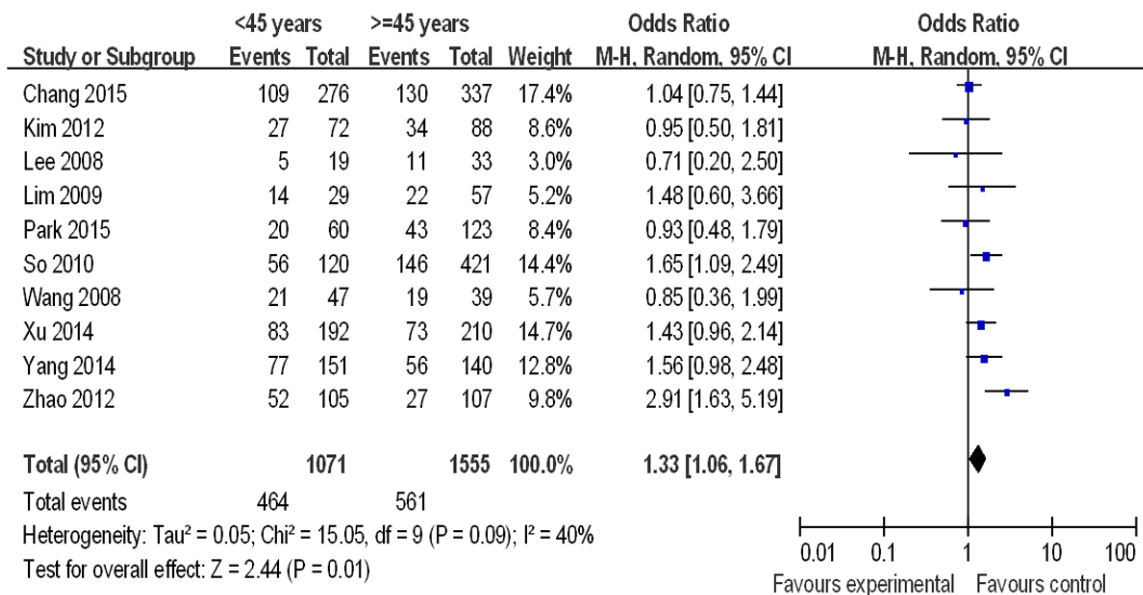 <45 years >=45 years Odds Ratio Odds Ratio
Study or Subgroup Events Total Events Total Weight M-H, Random, 95% CI M-H, Random, 95% CI
Chang 2015 109 276 130 337 17.4% 1.04 [0.75, 1.44]
Kim 2012 27 72 34 88 8.6% 0.95 [0.50, 1.81]
Lee 2008 5 19 11 33 3.0% 0.71 [0.20, 2.50]
Lim 2009 14 29 22 57 5.2% 1.48 [0.60, 3.66]
Park 2015 20 60 43 123 8.4% 0.93 [0.48, 1.79]
So 2010 56 120 146 421 14.4% 1.65 [1.09, 2.49]
Wang 2008 21 47 19 39 5.7% 0.85 [0.36, 1.99]
Xu 2014 83 192 73 210 14.7% 1.43 [0.96, 2.14]
Yang 2014 77 151 56 140 12.8% 1.56 [0.98, 2.48]
Zhao 2012 52 105 27 107 9.8% 2.91 [1.63, 5.19]
Total (95% CI) 1071 1555 100.0% 1.33 [1.06, 1.67]
Total events 464 561
Heterogeneity: Tau² = 0.05; Chi² = 15.05, df = 9 (P = 0.09); I² = 40%
Test for overall effect: Z = 2.44 (P = 0.01)
0.01 0.1 1 10 100
Favours experimental Favours control